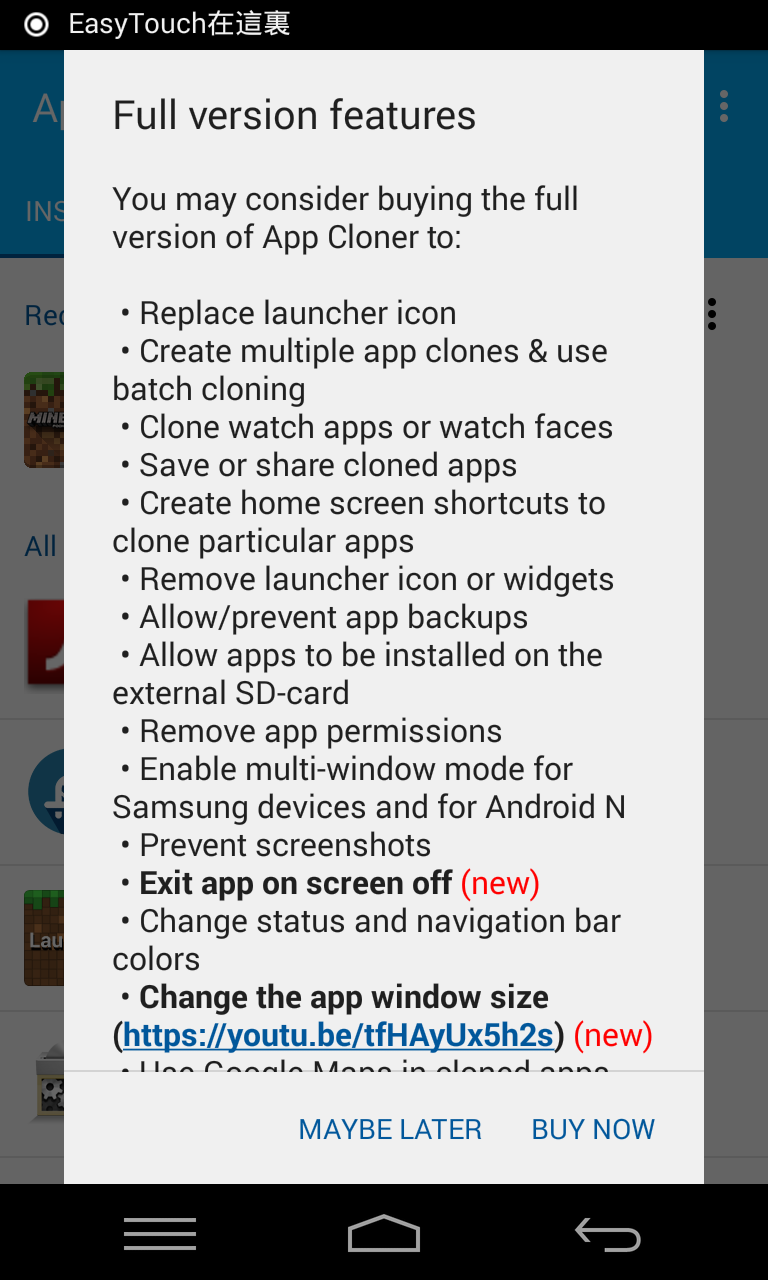 EasyTouch在這裏
Full version features
You may consider buying the full
version of App Cloner to:
• Replace launcher icon
• Create multiple app clones & use
batch cloning
• Clone watch apps or watch faces
• Save or share cloned apps
• Create home screen shortcuts to
clone particular apps
• Remove launcher icon or widgets
• Allow/prevent app backups
• Allow apps to be installed on the
external SD-card
• Remove app permissions
• Enable multi-window mode for
Samsung devices and for Android N
• Prevent screenshots
• Exit app on screen off (new)
• Change status and navigation bar
colors
• Change the app window size
(https://youtu.be/tfHAyUx5h2s) (new)
• Use Google Maps in cloned apps
MAYBE LATER
BUY NOW
All